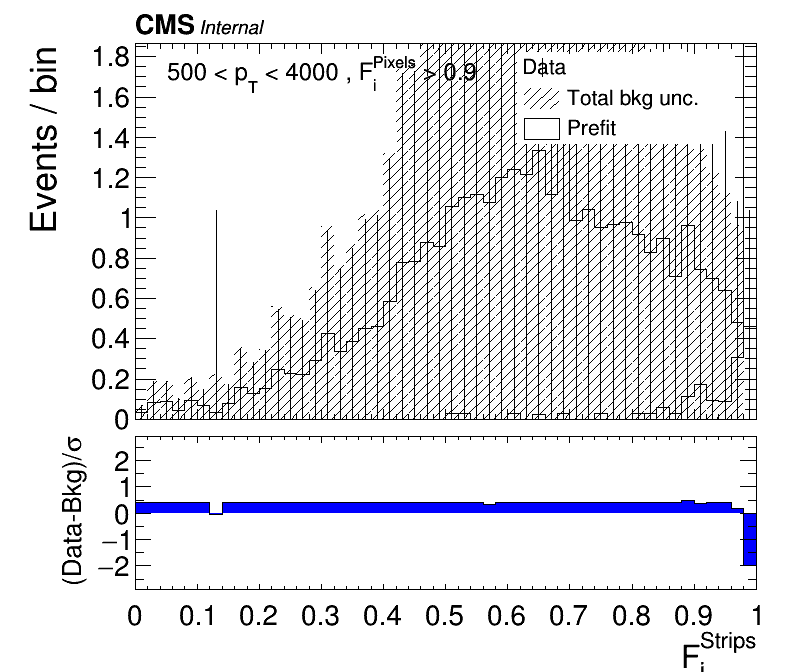 CMS Internal
500 < p_T < 4000 , F_i^Pixels > 0.9
Data
Total bkg unc.
Prefit
Events / bin
1.8
1.6
1.4
1.2
1
0.8
0.6
0.4
0.2
0
(Data-Bkg)/σ
2
1
0
−1
−2
0 0.1 0.2 0.3 0.4 0.5 0.6 0.7 0.8 0.9 1
F_i^Strips